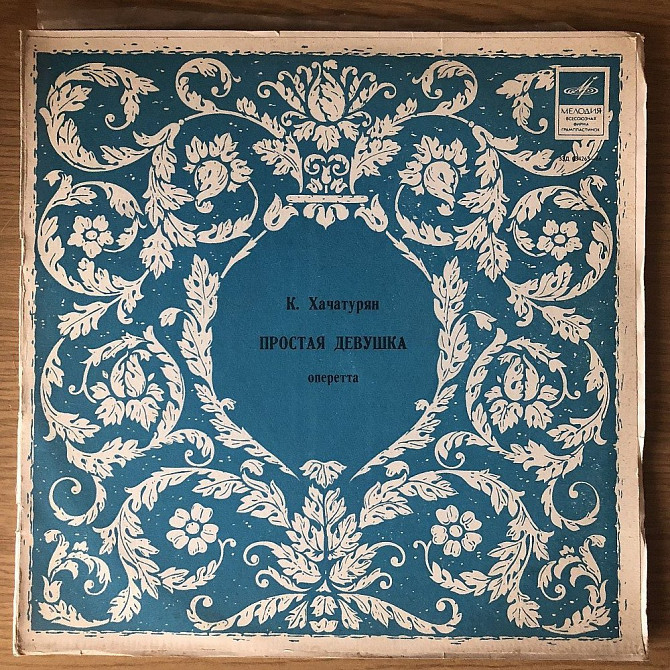 МЕЛОДИЯ
ВСЕСОЮЗНАЯ
ФИРМА
ГРАМПЛАСТИНОК
К. Хачатурян
ПРОСТАЯ ДЕВУШКА
оперетта